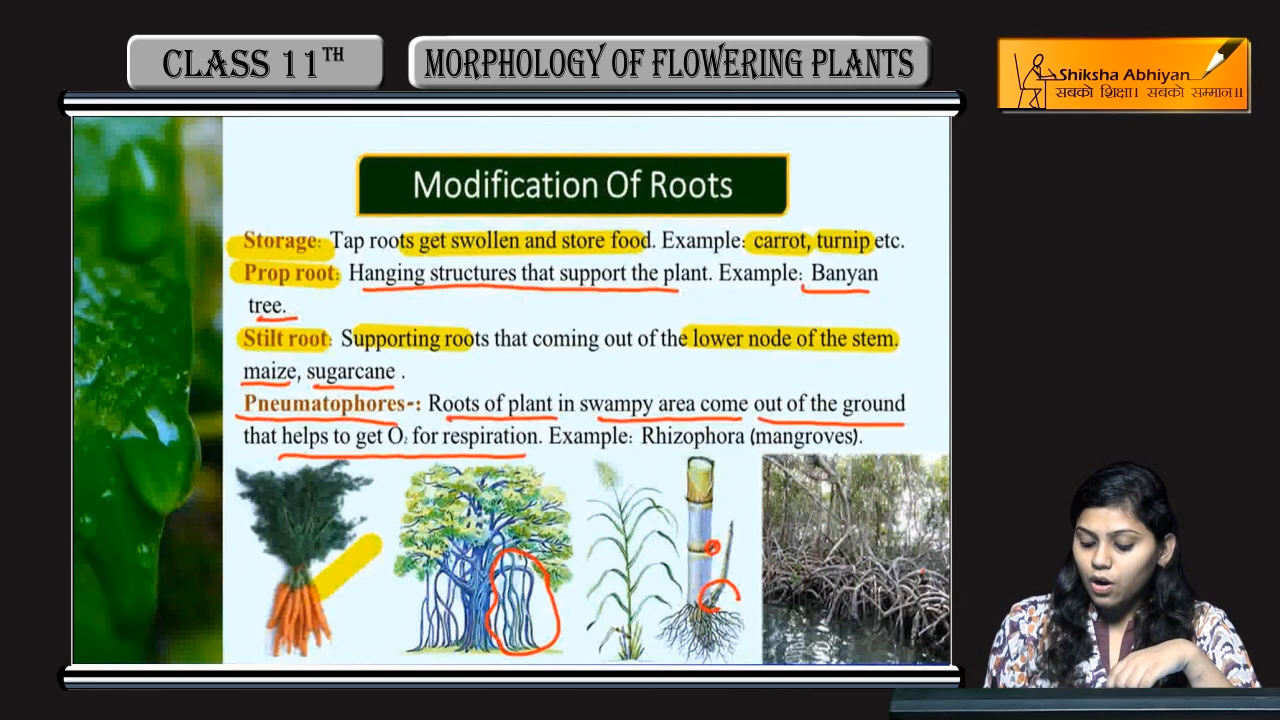 CLASS 11TH
MORPHOLOGY OF FLOWERING PLANTS
Shiksha Abhiyan
सबको शिक्षा। सबको सम्मान॥
Modification Of Roots
Storage: Tap roots get swollen and store food. Example: carrot, turnip etc.
Prop root: Hanging structures that support the plant. Example: Banyan
tree.
Stilt root: Supporting roots that coming out of the lower node of the stem.
maize, sugarcane .
Pneumatophores-: Roots of plant in swampy area come out of the ground
that helps to get O2 for respiration. Example: Rhizophora (mangroves).